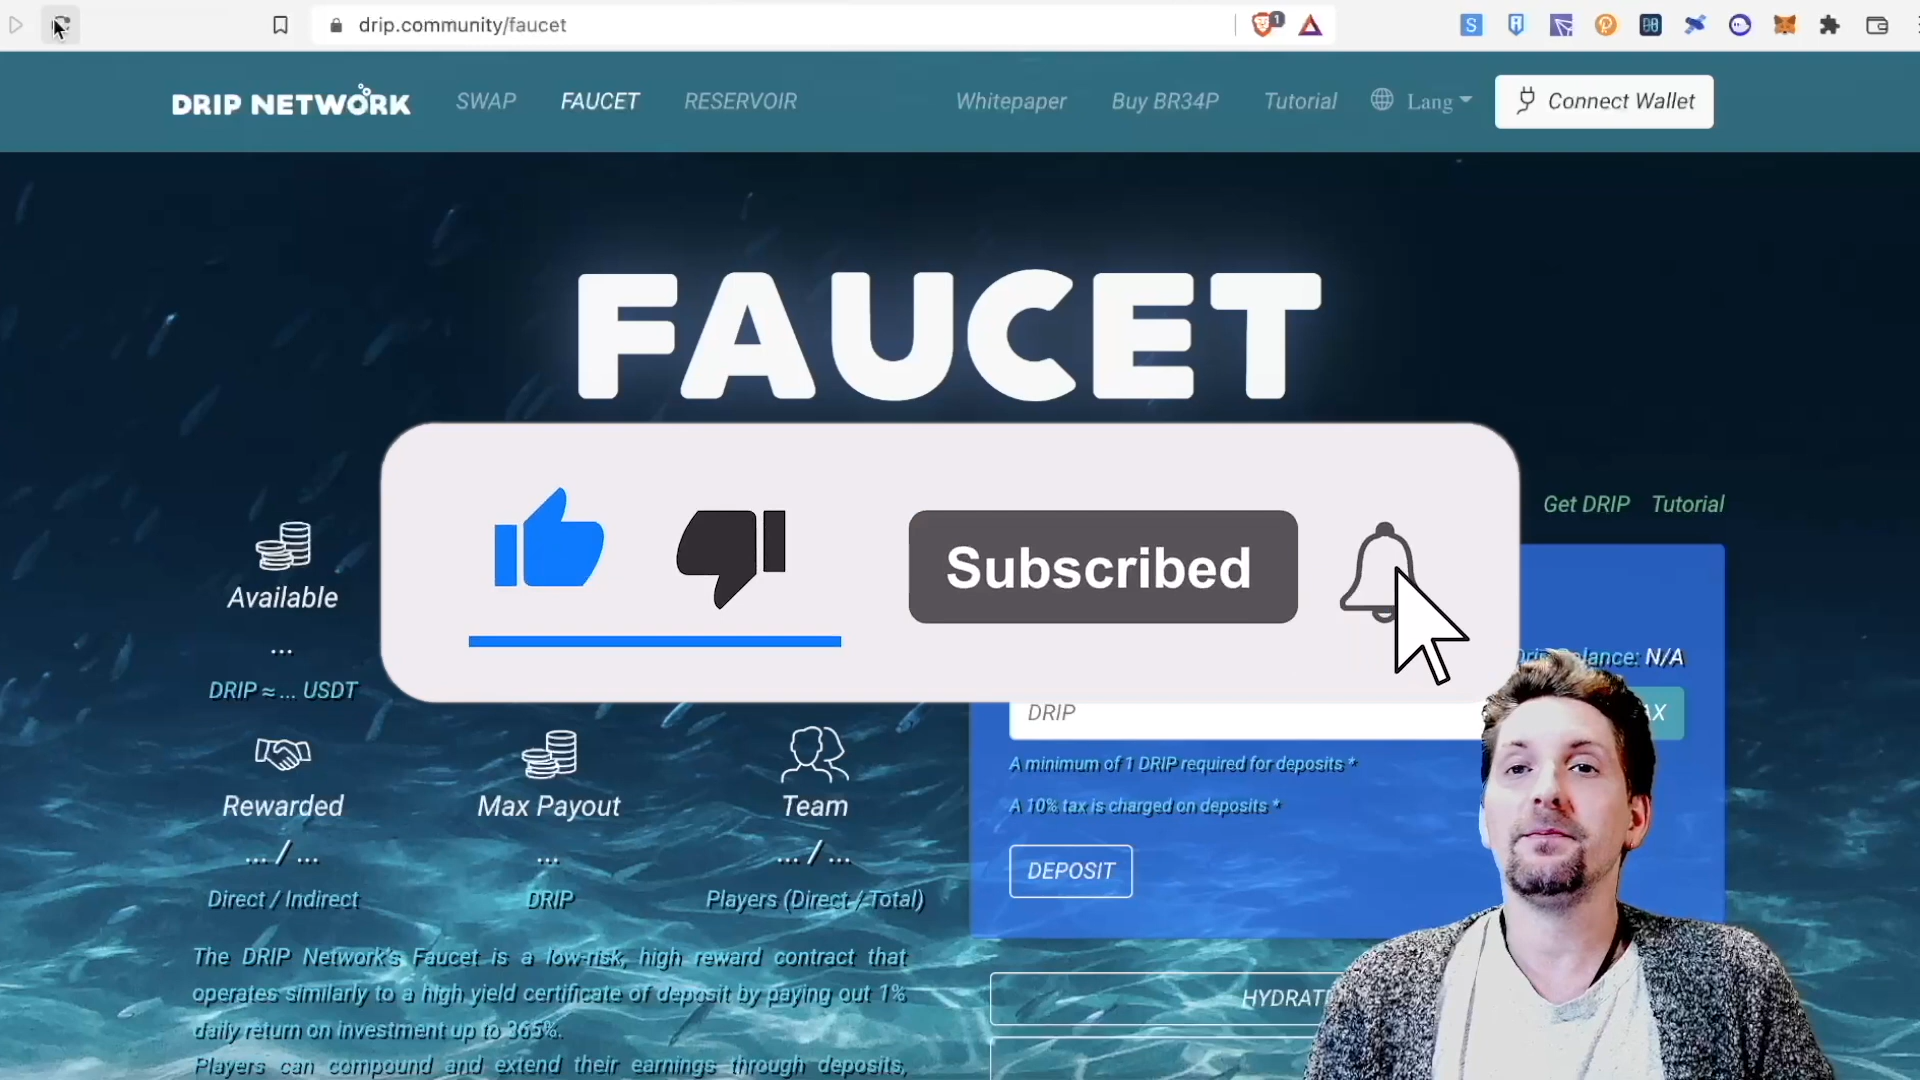 drip.community/faucet
1
DRIP NETWORK
SWAP
FAUCET
RESERVOIR
Whitepaper
Buy BR34P
Tutorial
Lang
Connect Wallet
FAUCET
Get DRIP
Tutorial
Subscribed
Available
...
DRIP ≈ ... USDT
N/A
DRIP
A minimum of 1 DRIP required for deposits *
A 10% tax is charged on deposits *
DEPOSIT
Rewarded
... / ...
Direct / Indirect
Max Payout
...
DRIP
Team
... / ...
Players (Direct / Total)
The DRIP Network's Faucet is a low-risk, high reward contract that
operates similarly to a high yield certificate of deposit by paying out 1%
daily return on investment up to 365%.
Players can compound and extend their earnings through deposits,